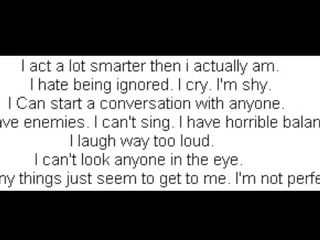 I act a lot smarter then i actually am.
I hate being ignored. I cry. I'm shy.
I Can start a conversation with anyone.
enemies. I can't sing. I have horrible
I laugh way too loud.
I can't look anyone in the eye.
things just seem to get to me. I'm not